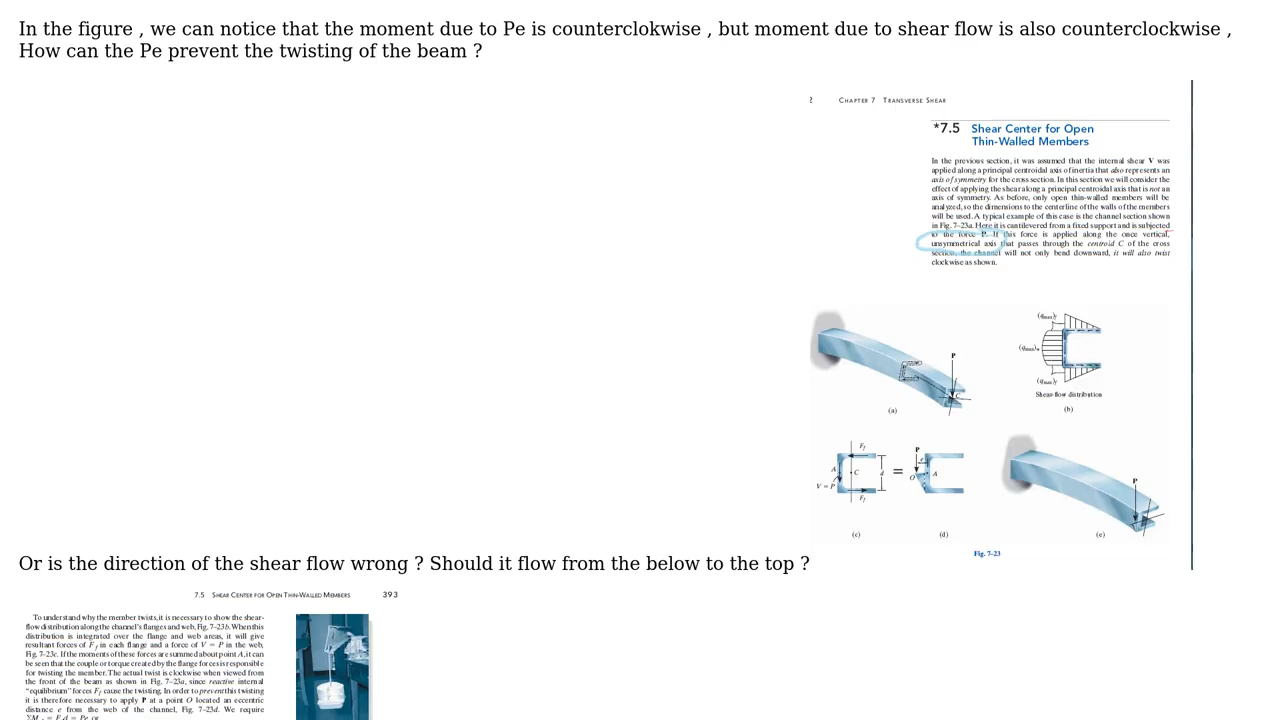 In the figure , we can notice that the moment due to Pe is counterclokwise , but moment due to shear flow is also counterclockwise ,
How can the Pe prevent the twisting of the beam ?
2 CHAPTER 7 TRANSVERSE SHEAR
*7.5 Shear Center for Open
Thin-Walled Members
In the previous section, it was assumed that the internal shear V was
applied along a principal centroidal axis of inertia that also represents an
axis of symmetry for the cross section. In this section we will consider the
effect of applying the shear along a principal centroidal axis that is not an
axis of symmetry. As before, only open thin-walled members will be
analyzed, so the dimensions to the centerline of the walls of the members
will be used. A typical example of this case is the channel section shown
in Fig. 7–23a. Here it is cantilevered from a fixed support and is subjected
to the force P. If this force is applied along the once vertical,
unsymmetrical axis that passes through the centroid C of the cross
section, the channel will not only bend downward, it will also twist
clockwise as shown.
(qmax)f
P
(qmax)w
(qmax)f
C
Shear-flow distribution
(a)
(b)
Ff
P
P
A
C
d
=
e
O
A
V = P
Ff
(c)
(d)
(e)
Fig. 7–23
Or is the direction of the shear flow wrong ? Should it flow from the below to the top ?
7.5 SHEAR CENTER FOR OPEN THIN-WALLED MEMBERS 393
To understand why the member twists, it is necessary to show the shear-
flow distribution along the channel's flanges and web, Fig. 7–23b. When this
distribution is integrated over the flange and web areas, it will give
resultant forces of Ff in each flange and a force of V = P in the web,
Fig. 7–23c. If the moments of these forces are summed about point A, it can
be seen that the couple or torque created by the flange forces is responsible
for twisting the member. The actual twist is clockwise when viewed from
the front of the beam as shown in Fig. 7–23a, since reactive internal
"equilibrium" forces Ff cause the twisting. In order to prevent this twisting
it is therefore necessary to apply P at a point O located an eccentric
distance e from the web of the channel, Fig. 7–23d. We require
ΣMA = Ff d = Pe or